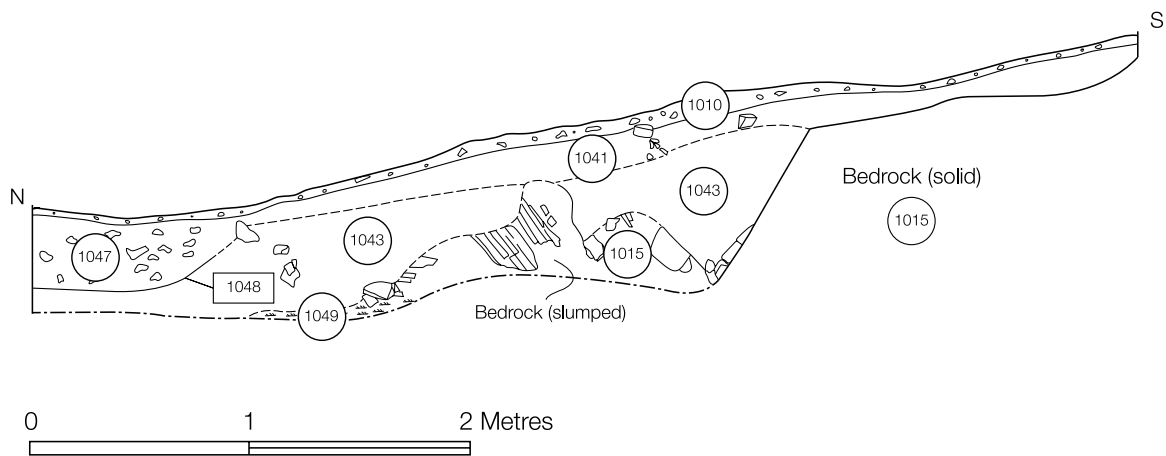 S
1010
1041
1043
Bedrock (solid)
1015
N
1047
1043
1015
1048
1049
Bedrock (slumped)
0 1 2 Metres